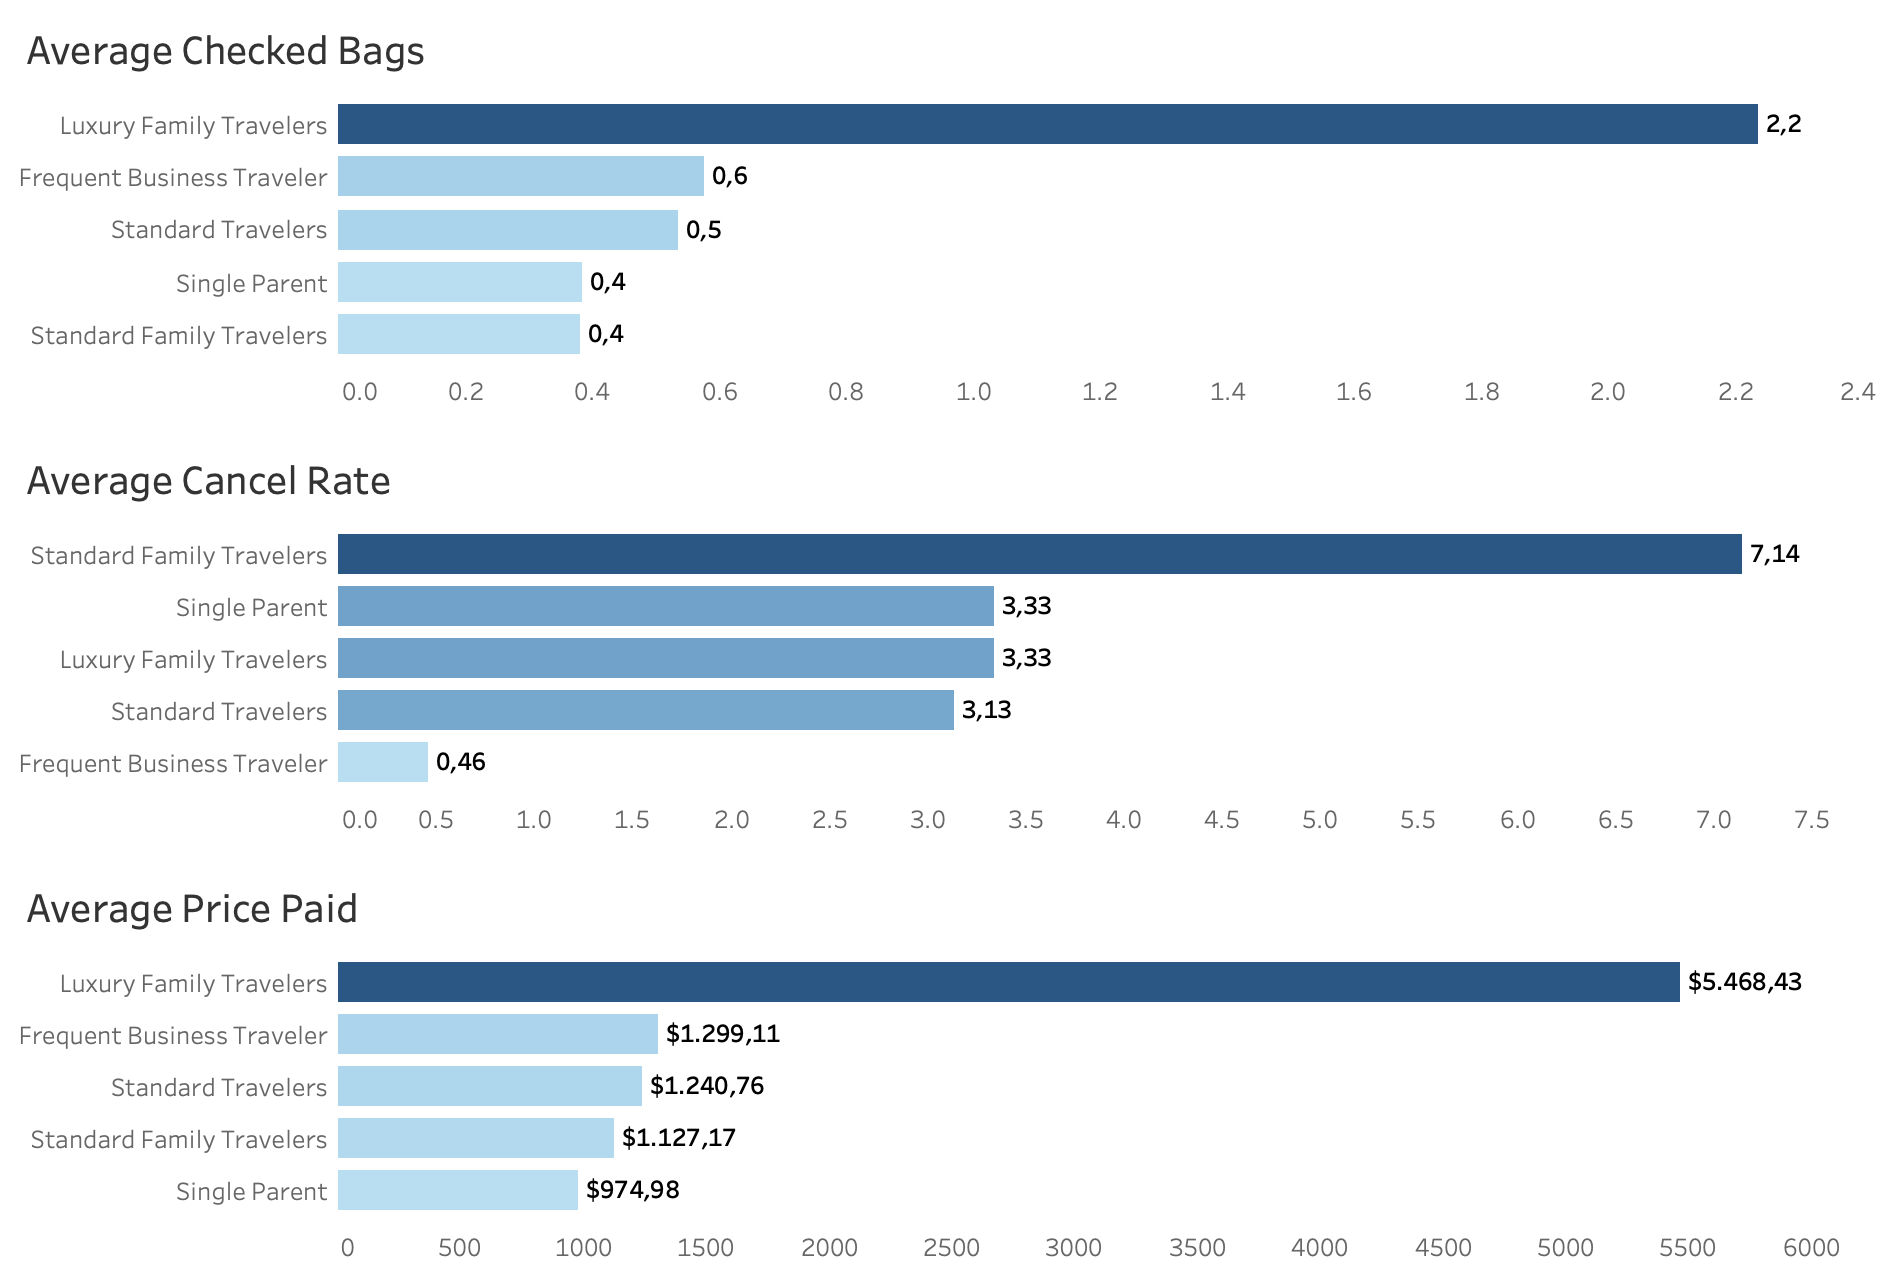 Average Checked Bags
Luxury Family Travelers 2,2
Frequent Business Traveler 0,6
Standard Travelers 0,5
Single Parent 0,4
Standard Family Travelers 0,4
0.0 0.2 0.4 0.6 0.8 1.0 1.2 1.4 1.6 1.8 2.0 2.2 2.4
Average Cancel Rate
Standard Family Travelers 7,14
Single Parent 3,33
Luxury Family Travelers 3,33
Standard Travelers 3,13
Frequent Business Traveler 0,46
0.0 0.5 1.0 1.5 2.0 2.5 3.0 3.5 4.0 4.5 5.0 5.5 6.0 6.5 7.0 7.5
Average Price Paid
Luxury Family Travelers $5.468,43
Frequent Business Traveler $1.299,11
Standard Travelers $1.240,76
Standard Family Travelers $1.127,17
Single Parent $974,98
0 500 1000 1500 2000 2500 3000 3500 4000 4500 5000 5500 6000